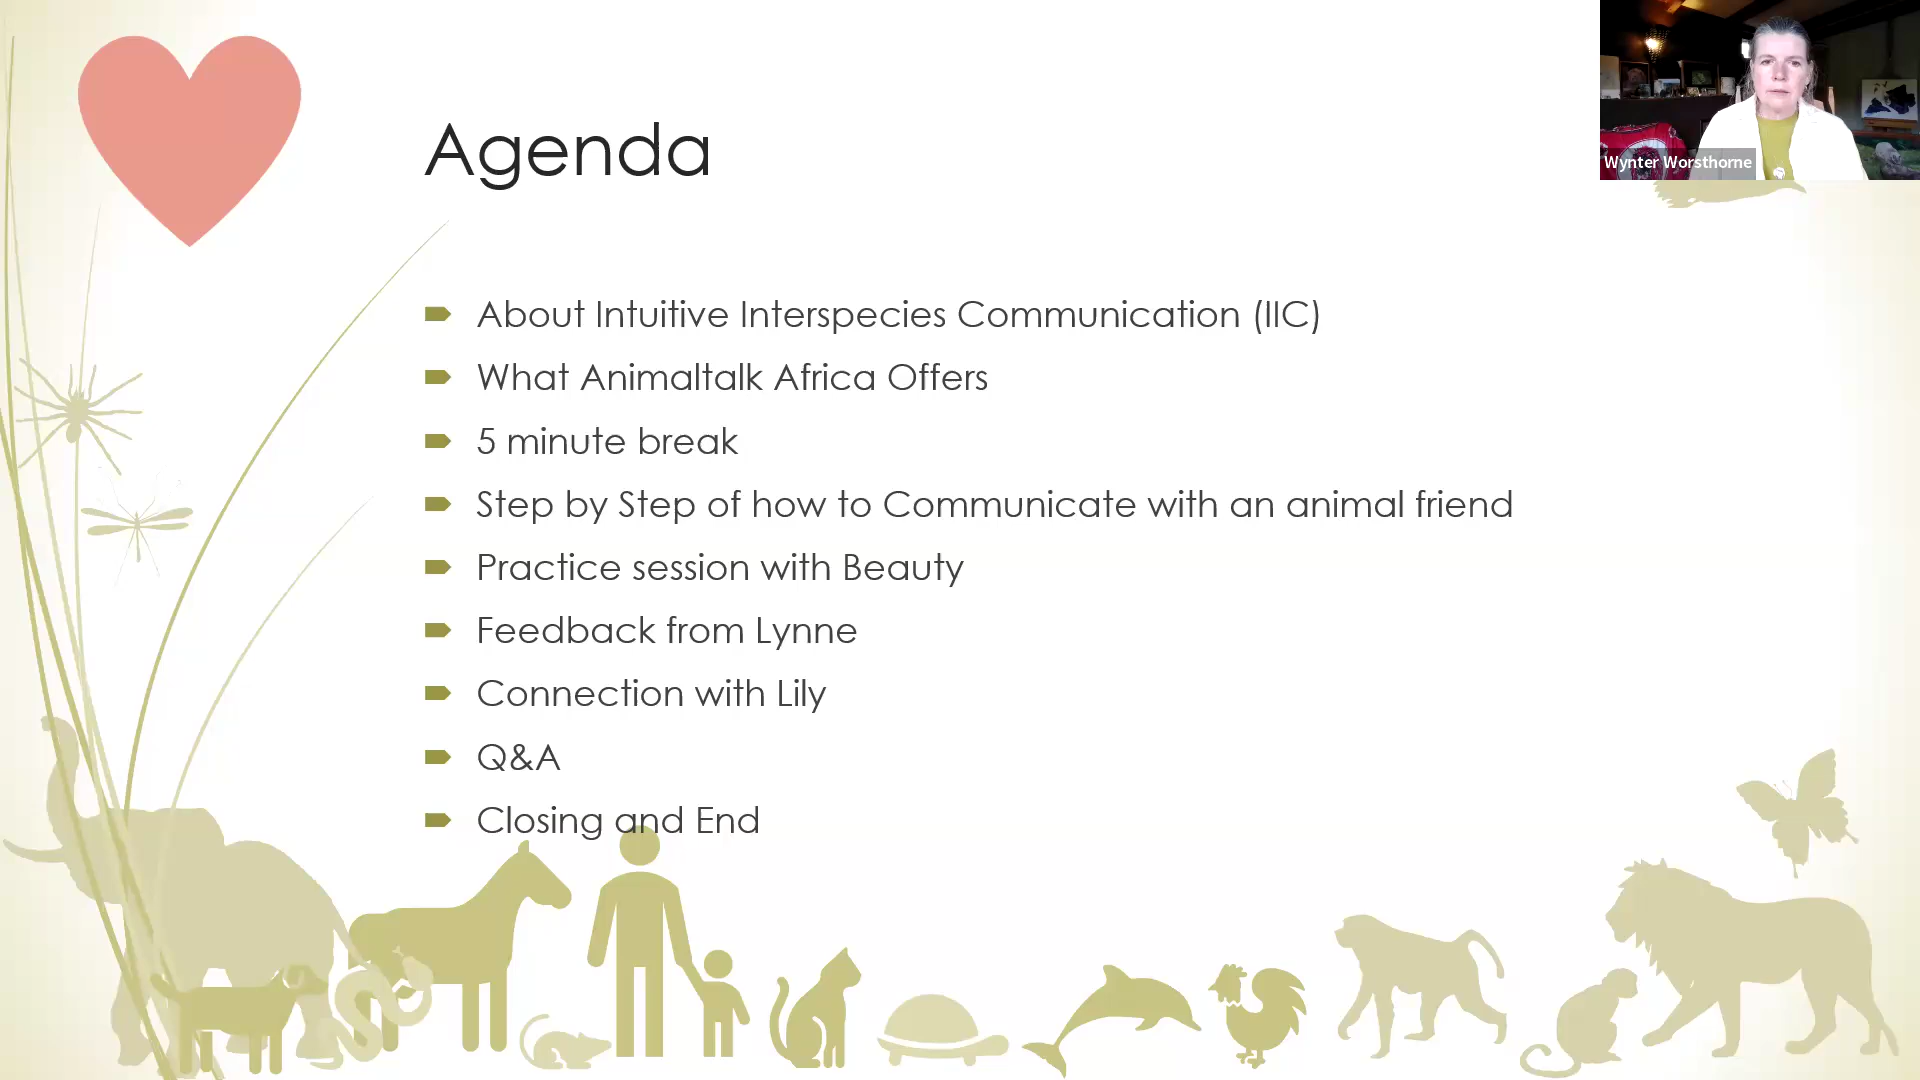 Agenda
Wynter Worsthorne
About Intuitive Interspecies Communication (IIC)
What Animaltalk Africa Offers
5 minute break
Step by Step of how to Communicate with an animal friend
Practice session with Beauty
Feedback from Lynne
Connection with Lily
Q&A
Closing and End